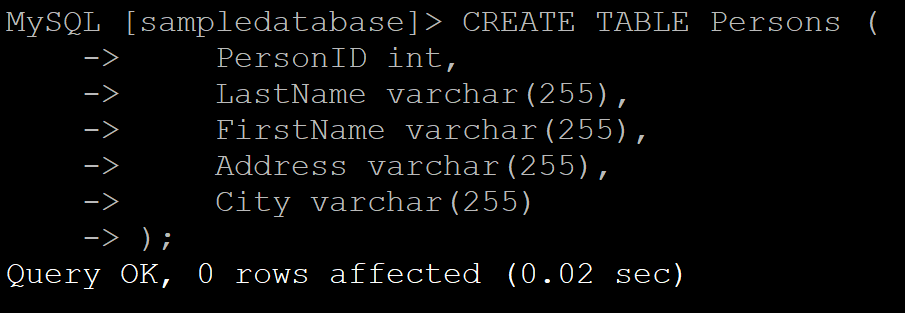 MySQL [sampledatabase]> CREATE TABLE Persons (
    ->     PersonID int,
    ->     LastName varchar(255),
    ->     FirstName varchar(255),
    ->     Address varchar(255),
    ->     City varchar(255)
    -> );
Query OK, 0 rows affected (0.02 sec)